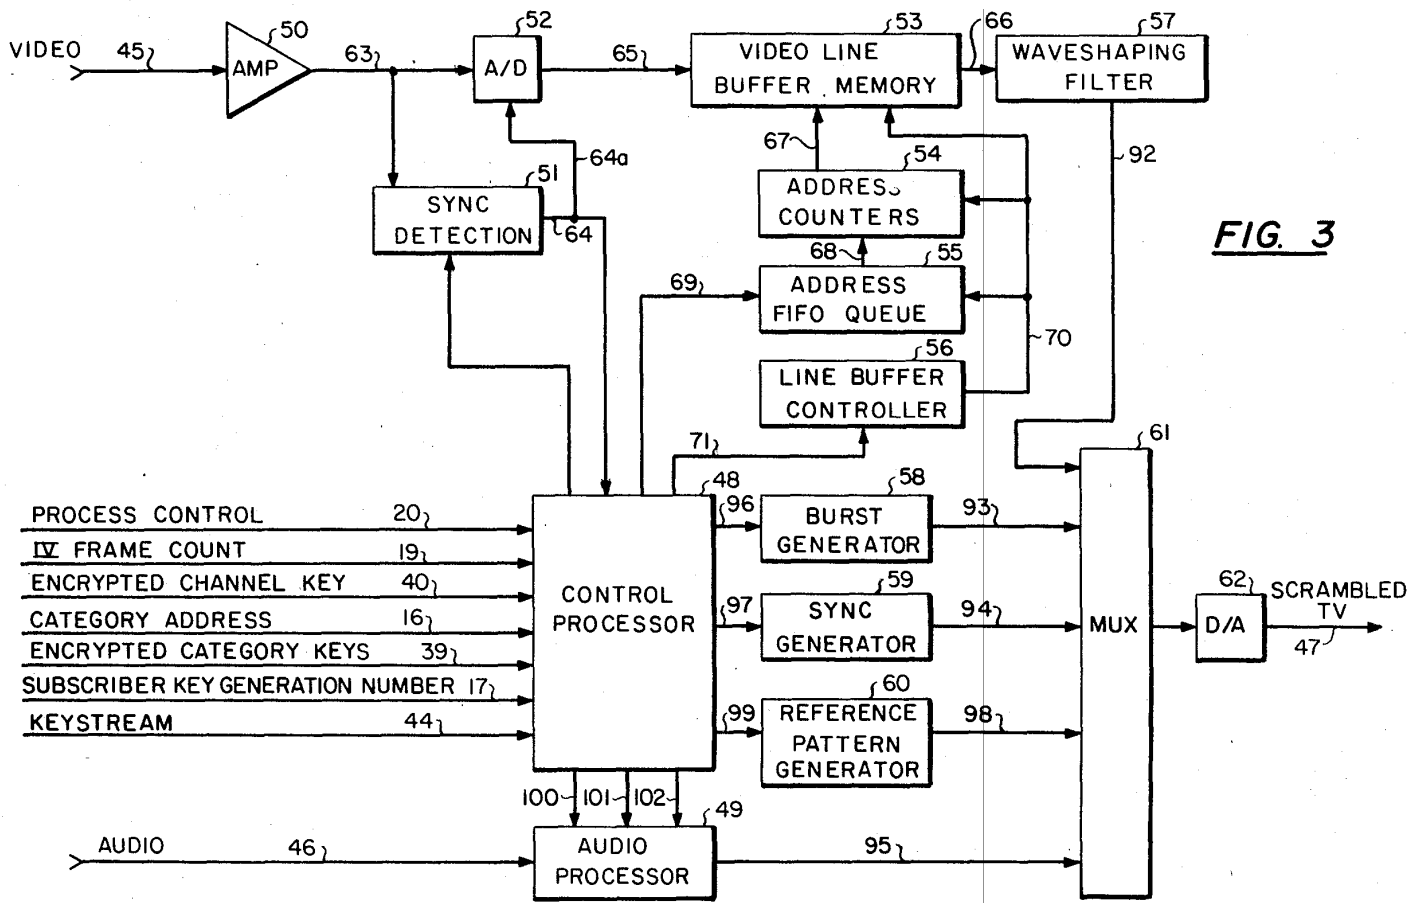 50
52
53
66
57
VIDEO
45
AMP
63
A/D
65
VIDEO LINE
BUFFER MEMORY
WAVESHAPING
FILTER
67
92
64a
54
51
ADDRESS
COUNTERS
SYNC
DETECTION
64
FIG. 3
68
55
69
ADDRESS
FIFO QUEUE
70
56
LINE BUFFER
CONTROLLER
71
61
48
96
58
PROCESS CONTROL
20
BURST
GENERATOR
93
IV FRAME COUNT
19
ENCRYPTED CHANNEL KEY
40
CONTROL
PROCESSOR
97
59
SYNC
GENERATOR
94
MUX
62
D/A
SCRAMBLED
TV
47
CATEGORY ADDRESS
16
ENCRYPTED CATEGORY KEYS
39
SUBSCRIBER KEY GENERATION NUMBER 17
KEYSTREAM
44
99
60
REFERENCE
PATTERN
GENERATOR
98
100
101
102
49
AUDIO
46
AUDIO
PROCESSOR
95